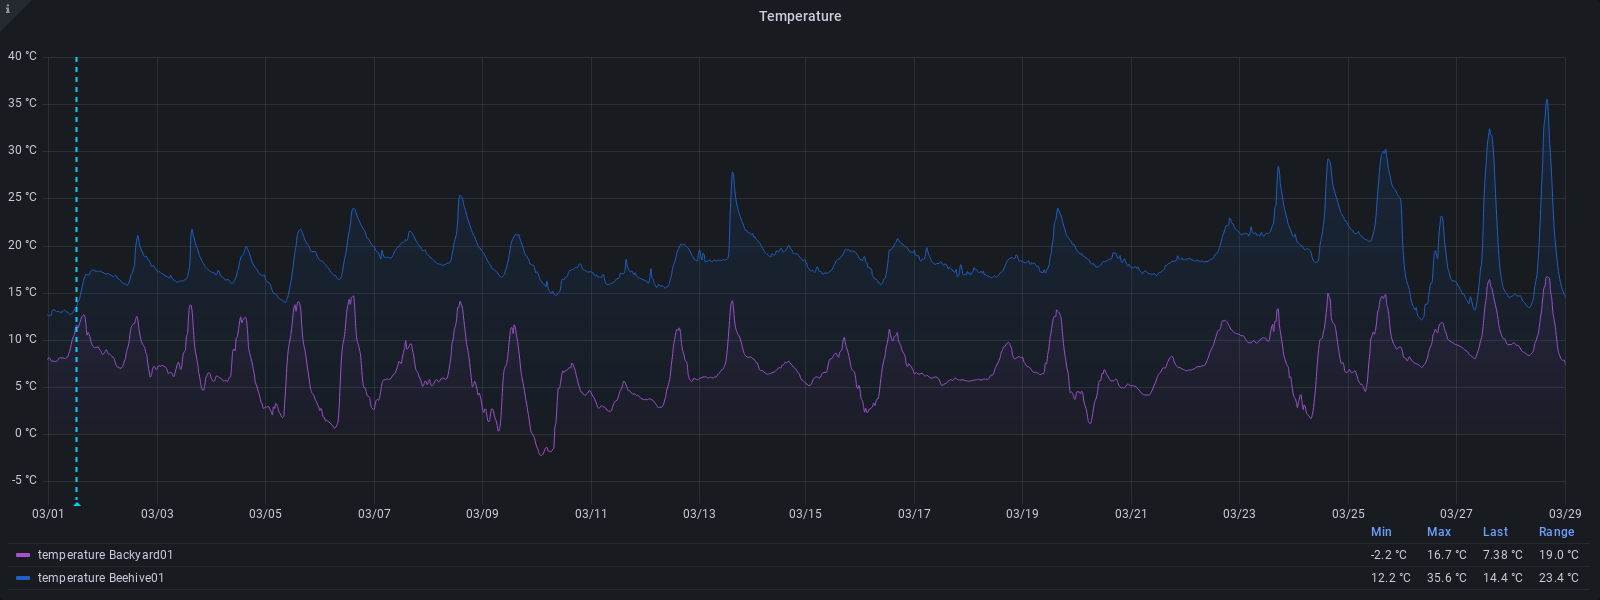 i
Temperature
40 °C
35 °C
30 °C
25 °C
20 °C
15 °C
10 °C
5 °C
0 °C
-5 °C
03/01 03/03 03/05 03/07 03/09 03/11 03/13 03/15 03/17 03/19 03/21 03/23 03/25 03/27 03/29
Min Max Last Range
temperature Backyard01 -2.2 °C 16.7 °C 7.38 °C 19.0 °C
temperature Beehive01 12.2 °C 35.6 °C 14.4 °C 23.4 °C